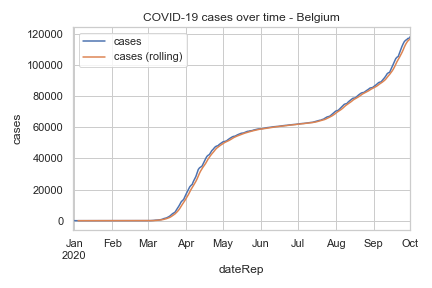 COVID-19 cases over time - Belgium
cases
cases (rolling)
120000
100000
80000
60000
40000
20000
0
cases
Jan Feb Mar Apr May Jun Jul Aug Sep Oct
2020
dateRep